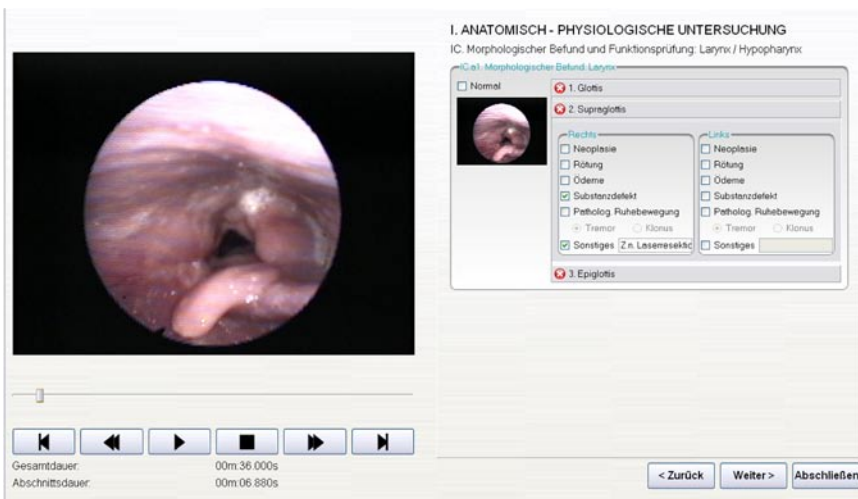 I. ANATOMISCH - PHYSIOLOGISCHE UNTERSUCHUNG
IC. Morphologischer Befund und Funktionsprüfung: Larynx / Hypopharynx
IC.a1. Morphologischer Befund: Larynx
Normal
1. Glottis
2. Supraglottis
Rechts
Neoplasie
Rötung
Ödeme
Substanzdefekt
Patholog. Ruhebewegung
Tremor Klonus
Sonstiges Z.n. Laserresektio
Links
Neoplasie
Rötung
Ödeme
Substanzdefekt
Patholog. Ruhebewegung
Tremor Klonus
Sonstiges
3. Epiglottis
Gesamtdauer: 00m:36.000s
Abschnittsdauer: 00m:06.880s
< Zurück Weiter > Abschließen